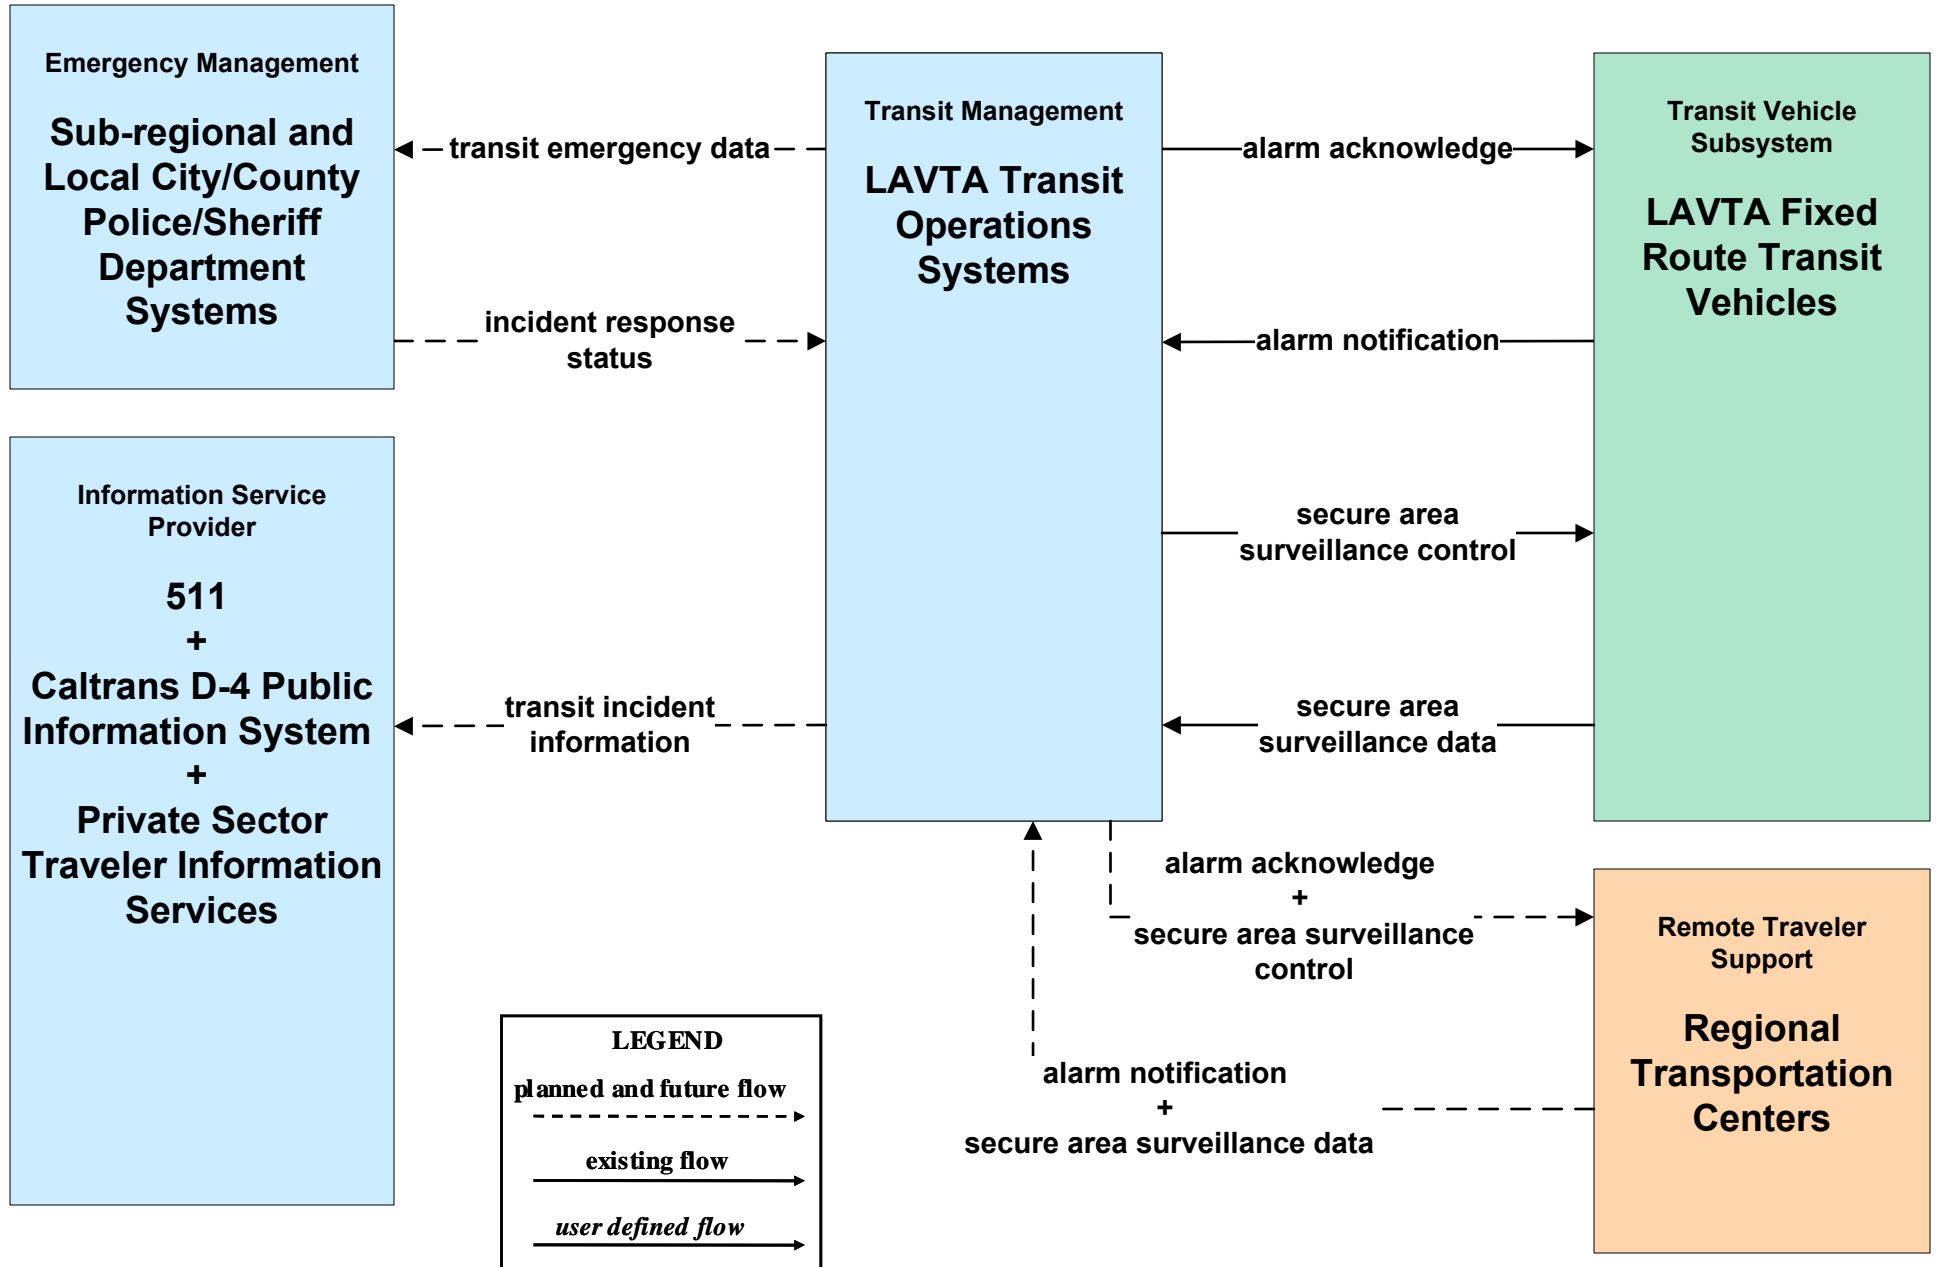 Emergency Management
Sub-regional and
Local City/County
Police/Sheriff
Department
Systems
transit emergency data
incident response
status
Transit Management
LAVTA Transit
Operations
Systems
alarm acknowledge
alarm notification
secure area
surveillance control
secure area
surveillance data
Transit Vehicle
Subsystem
LAVTA Fixed
Route Transit
Vehicles
Information Service
Provider
511
+
Caltrans D-4 Public
Information System
+
Private Sector
Traveler Information
Services
transit incident
information
alarm acknowledge
+
secure area surveillance
control
alarm notification
+
secure area surveillance data
Remote Traveler
Support
Regional
Transportation
Centers
LEGEND
planned and future flow
existing flow
user defined flow